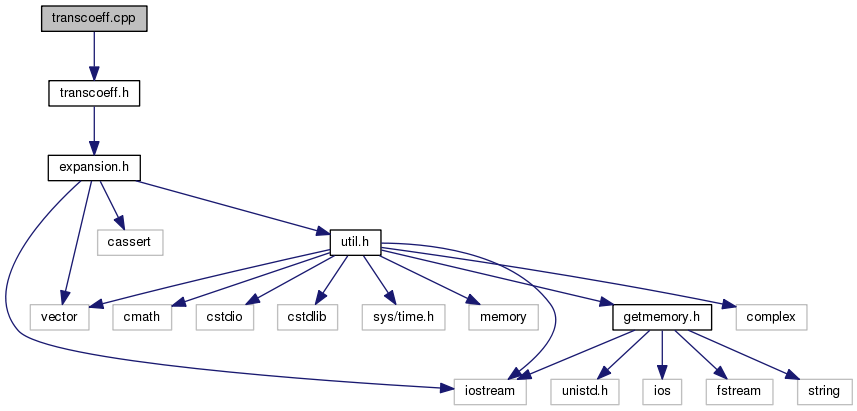 transcoeff.cpp
transcoeff.h
expansion.h
cassert
util.h
vector
cmath
cstdio
cstdlib
sys/time.h
memory
getmemory.h
complex
iostream
unistd.h
ios
fstream
string